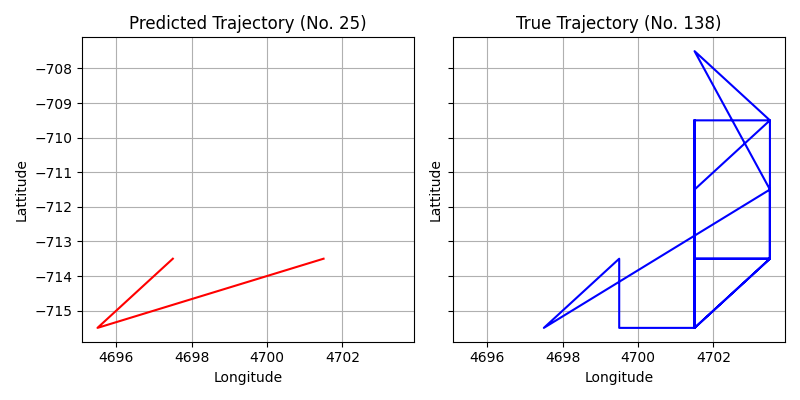 Predicted Trajectory (No. 25)
Lattitude
−708
−709
−710
−711
−712
−713
−714
−715
4696 4698 4700 4702
Longitude
True Trajectory (No. 138)
Lattitude
4696 4698 4700 4702
Longitude